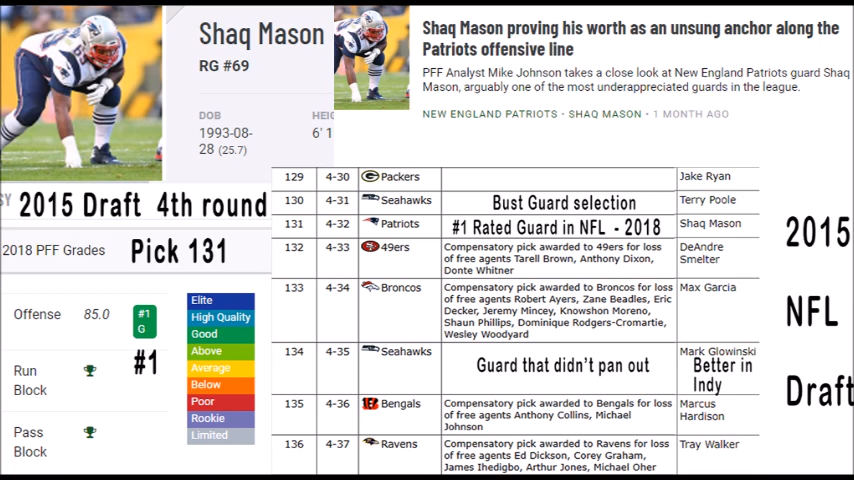 Shaq Mason
RG #69
DOB
HEIG
1993-08-
28 (25.7)
6' 1
Shaq Mason proving his worth as an unsung anchor along the
Patriots offensive line
PFF Analyst Mike Johnson takes a close look at New England Patriots guard Shaq
Mason, arguably one of the most underappreciated guards in the league.
NEW ENGLAND PATRIOTS - SHAQ MASON - 1 MONTH AGO
SY
2015 Draft 4th round
2018 PFF Grades
Pick 131
Offense 85.0 #1
G
#1
Run
Block
Pass
Block
Elite
High Quality
Good
Above
Average
Below
Poor
Rookie
Limited
129 4-30 Packers Jake Ryan
130 4-31 Seahawks Bust Guard selection Terry Poole
131 4-32 Patriots #1 Rated Guard in NFL - 2018 Shaq Mason
132 4-33 49ers Compensatory pick awarded to 49ers for loss DeAndre
of free agents Tarell Brown, Anthony Dixon, Smelter
Donte Whitner
133 4-34 Broncos Compensatory pick awarded to Broncos for loss Max Garcia
of free agents Robert Ayers, Zane Beadles, Eric
Decker, Jeremy Mincey, Knowshon Moreno,
Shaun Phillips, Dominique Rodgers-Cromartie,
Wesley Woodyard
134 4-35 Seahawks Guard that didn't pan out Mark Glowinski
Better in
Indy
135 4-36 Bengals Compensatory pick awarded to Bengals for loss Marcus
of free agents Anthony Collins, Michael Hardison
Johnson
136 4-37 Ravens Compensatory pick awarded to Ravens for loss Tray Walker
of free agents Ed Dickson, Corey Graham,
James Ihedigbo, Arthur Jones, Michael Oher
2015
NFL
Draft